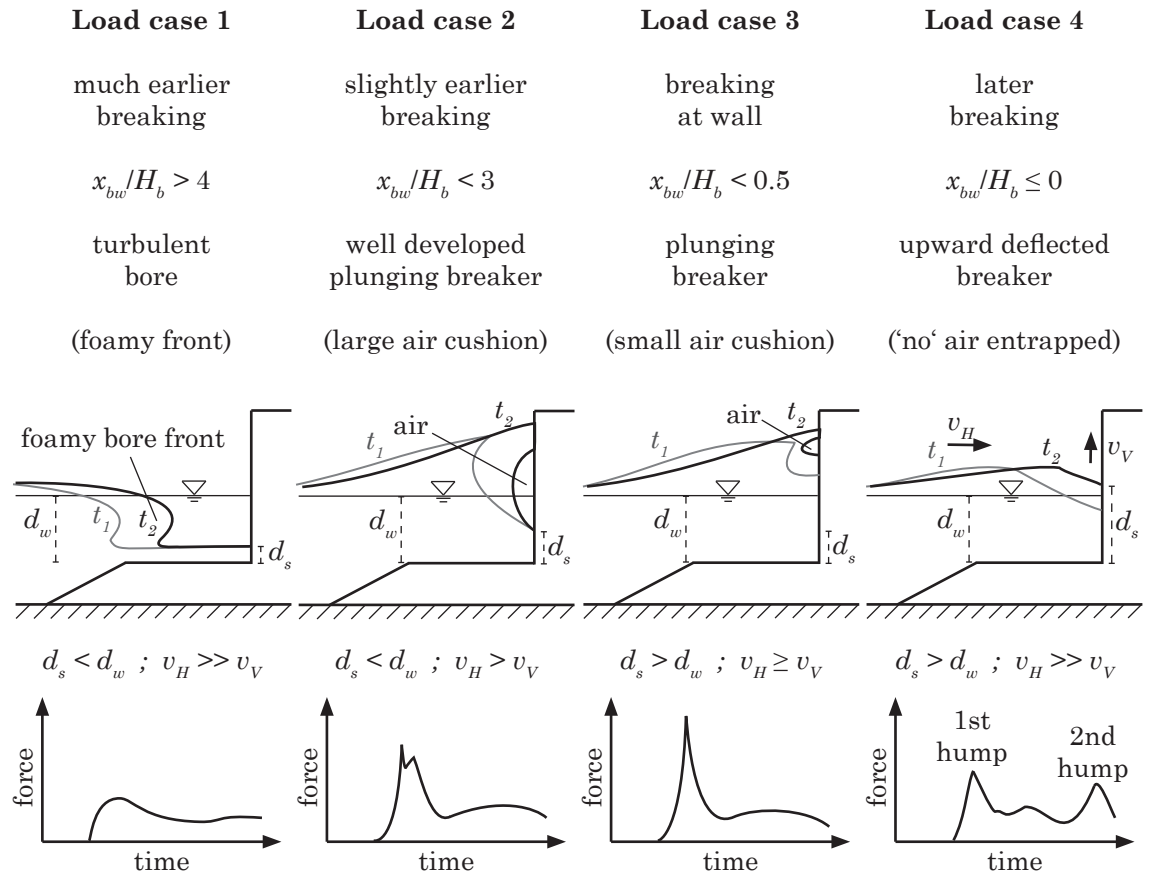 Load case 1
much earlier
breaking
x_bw/H_b > 4
turbulent
bore
(foamy front)
foamy bore front
t_1
t_2
d_w
d_s
d_s < d_w ; v_H >> v_V
force
time
Load case 2
slightly earlier
breaking
x_bw/H_b < 3
well developed
plunging breaker
(large air cushion)
t_2
air
t_1
d_w
d_s
d_s < d_w ; v_H > v_V
force
time
Load case 3
breaking
at wall
x_bw/H_b < 0.5
plunging
breaker
(small air cushion)
t_2
air
t_1
d_w
d_s
d_s > d_w ; v_H ≥ v_V
force
time
Load case 4
later
breaking
x_bw/H_b ≤ 0
upward deflected
breaker
(‘no‘ air entrapped)
v_H
t_1
t_2
v_V
d_w
d_s
d_s > d_w ; v_H >> v_V
1st
hump
2nd
hump
force
time